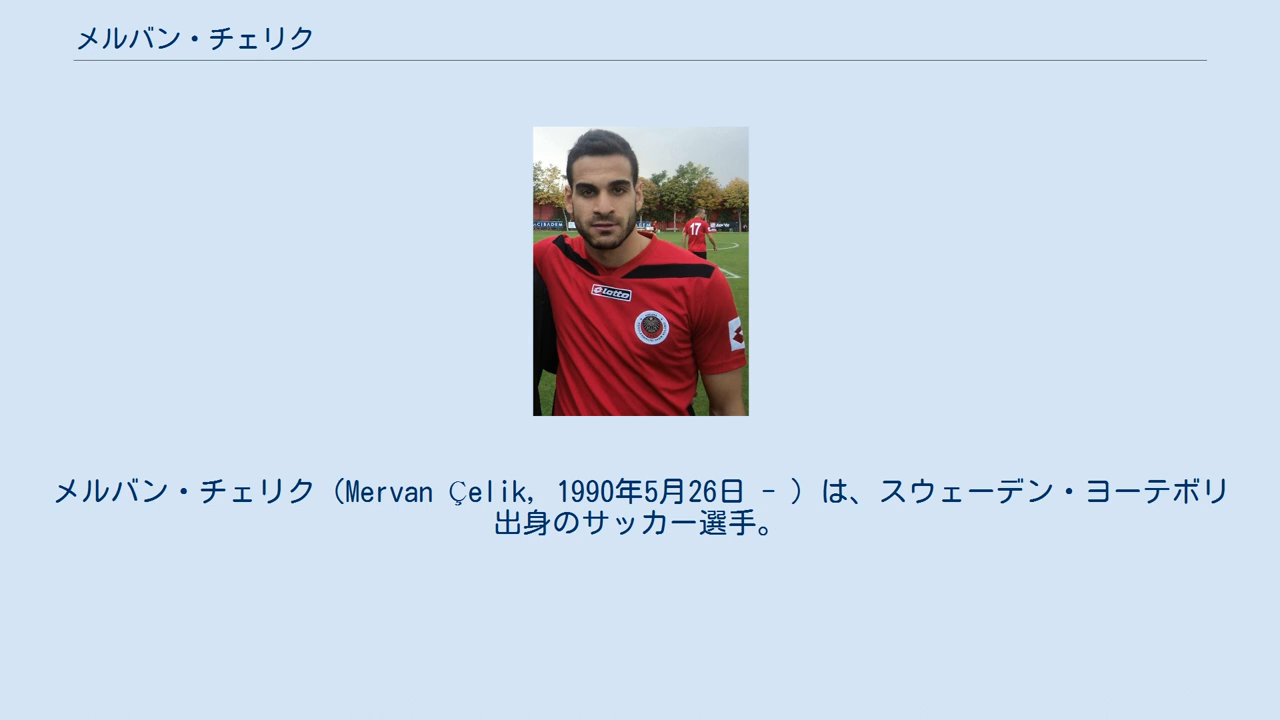 メルバン・チェリク
17
lotto
メルバン・チェリク（Mervan Çelik, 1990年5月26日 - ）は、スウェーデン・ヨーテボリ
出身のサッカー選手。